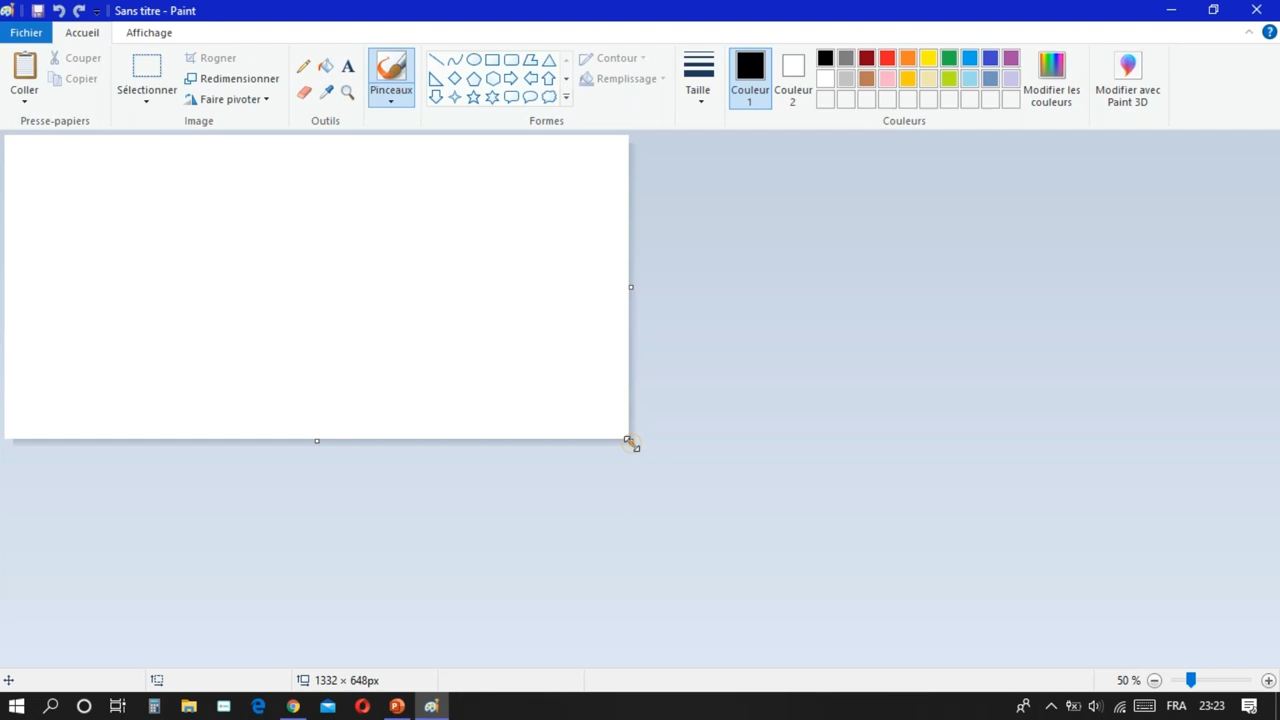 Sans titre - Paint
Fichier Accueil Affichage
Coller
Couper
Copier
Presse-papiers
Sélectionner
Rogner
Redimensionner
Faire pivoter
Image
A
Outils
Pinceaux
Contour
Remplissage
Formes
Taille
Couleur 1
Couleur 2
Modifier les couleurs
Couleurs
Modifier avec Paint 3D
1332 × 648px
50 %
FRA 23:23